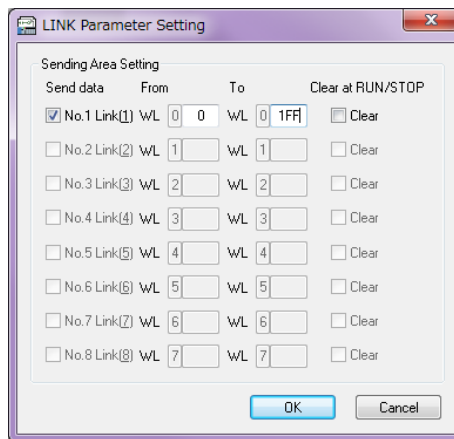 LINK Parameter Setting
Sending Area Setting
Send data From To Clear at RUN/STOP
No.1 Link(1) WL 0 0 WL 0 1FF Clear
No.2 Link(2) WL 1 WL 1 Clear
No.3 Link(3) WL 2 WL 2 Clear
No.4 Link(4) WL 3 WL 3 Clear
No.5 Link(5) WL 4 WL 4 Clear
No.6 Link(6) WL 5 WL 5 Clear
No.7 Link(7) WL 6 WL 6 Clear
No.8 Link(8) WL 7 WL 7 Clear
OK Cancel